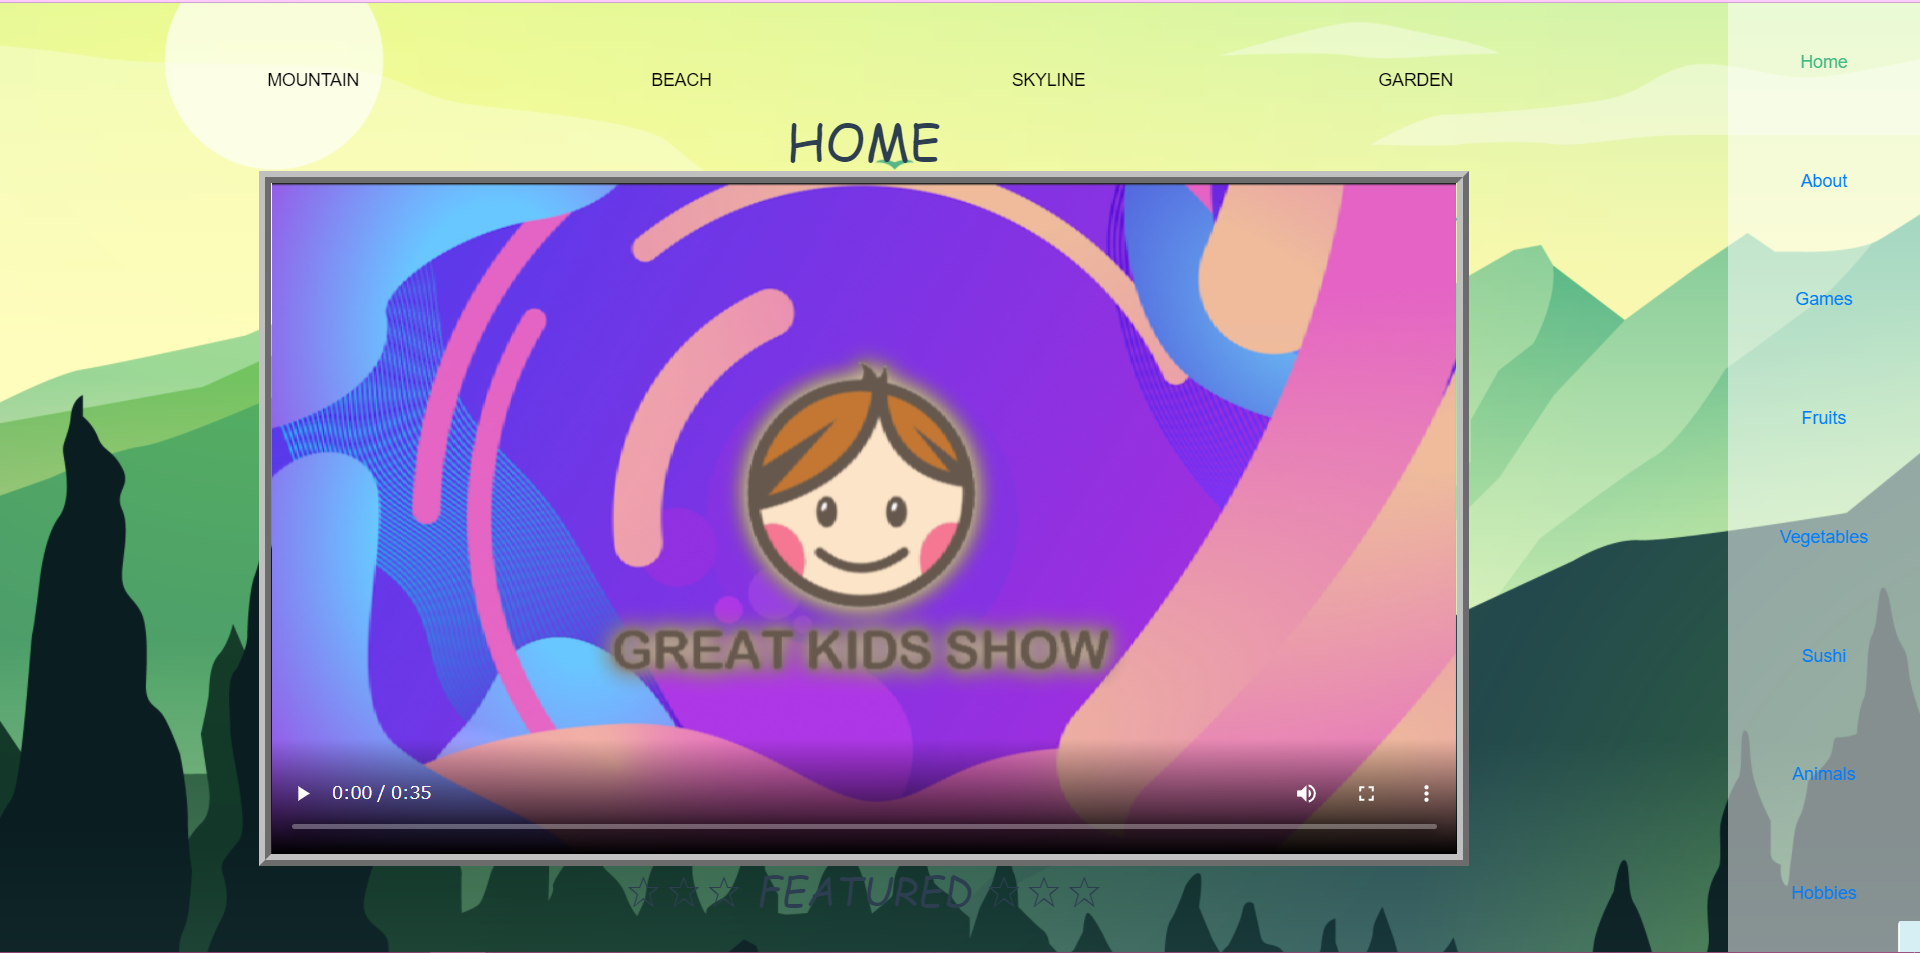 MOUNTAIN BEACH SKYLINE GARDEN
HOME
GREAT KIDS SHOW
0:00 / 0:35
☆☆☆ FEATURED ☆☆☆
Home
About
Games
Fruits
Vegetables
Sushi
Animals
Hobbies